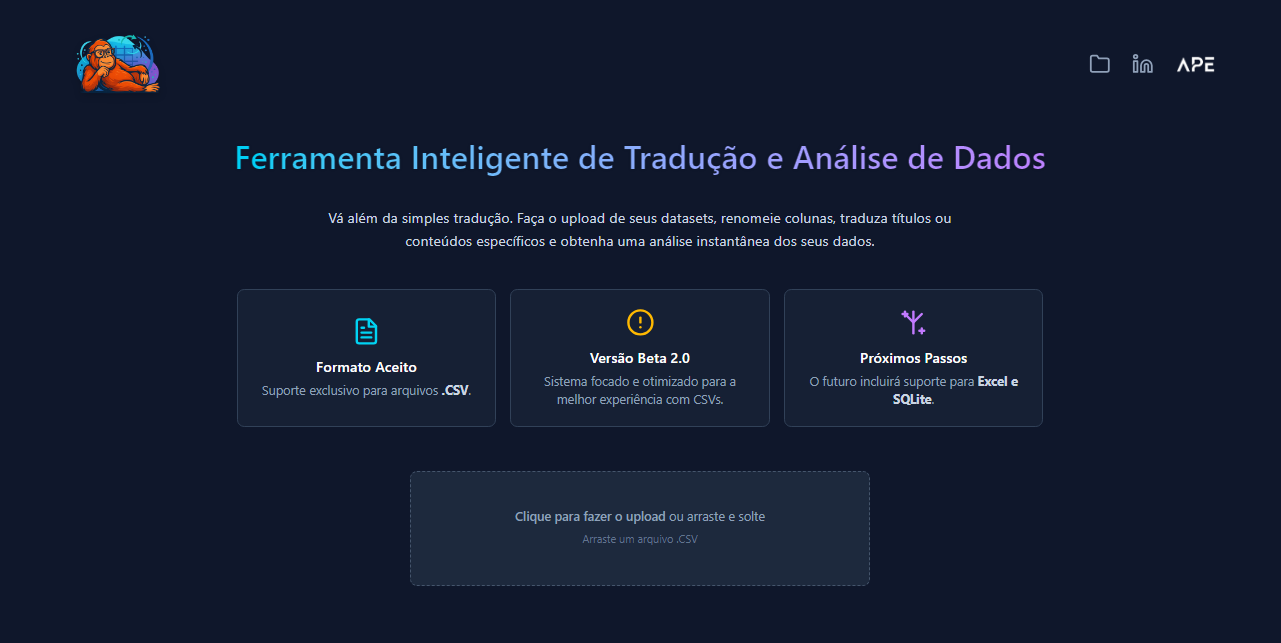 APE
Ferramenta Inteligente de Tradução e Análise de Dados
Vá além da simples tradução. Faça o upload de seus datasets, renomeie colunas, traduza títulos ou
conteúdos específicos e obtenha uma análise instantânea dos seus dados.
Formato Aceito
Suporte exclusivo para arquivos .CSV.
Versão Beta 2.0
Sistema focado e otimizado para a
melhor experiência com CSVs.
Próximos Passos
O futuro incluirá suporte para Excel e
SQLite.
Clique para fazer o upload ou arraste e solte
Arraste um arquivo .CSV